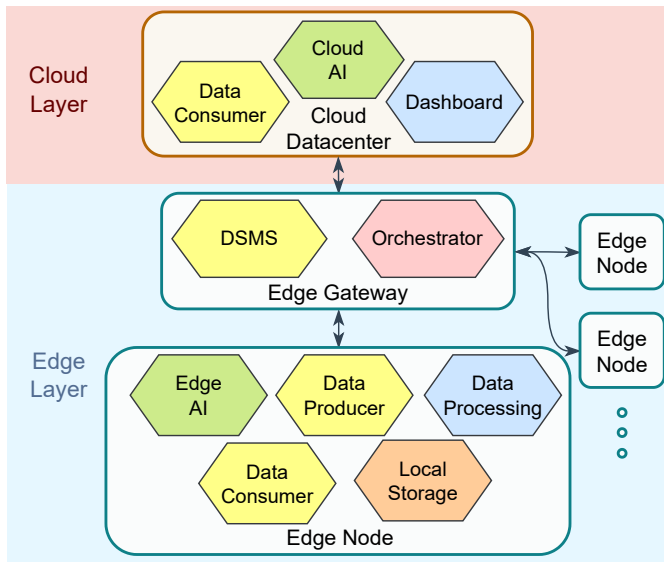 Cloud
Layer
Cloud
AI
Data
Consumer
Dashboard
Cloud
Datacenter
DSMS
Orchestrator
Edge Gateway
Edge
Node
Edge
Node
Edge
Layer
Edge
AI
Data
Producer
Data
Processing
Data
Consumer
Local
Storage
Edge Node